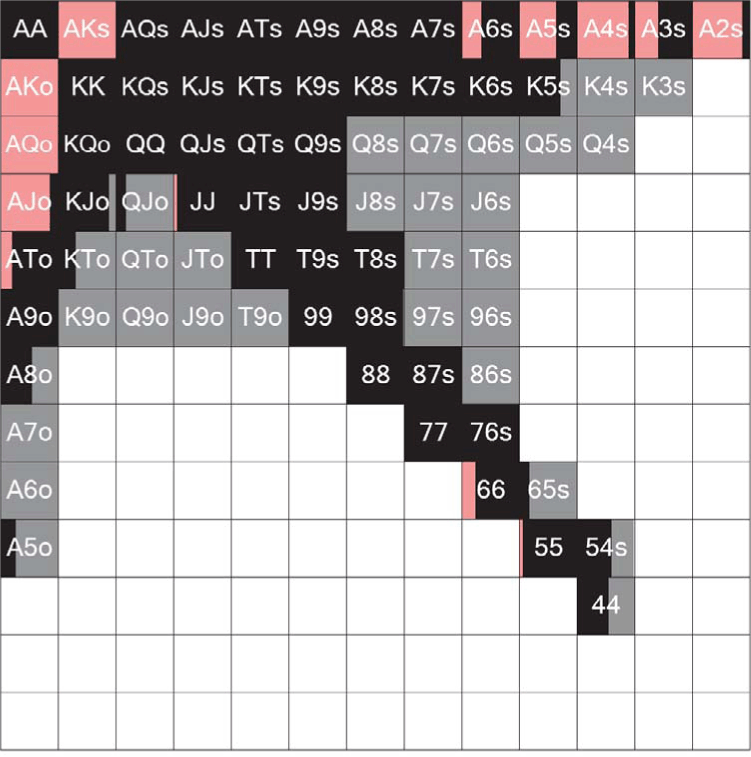 AA AKs AQs AJs ATs A9s A8s A7s A6s A5s A4s A3s A2s
AKo KK KQs KJs KTs K9s K8s K7s K6s K5s K4s K3s
AQo KQo QQ QJs QTs Q9s Q8s Q7s Q6s Q5s Q4s
AJo KJo QJo JJ JTs J9s J8s J7s J6s
ATo KTo QTo JTo TT T9s T8s T7s T6s
A9o K9o Q9o J9o T9o 99 98s 97s 96s
A8o 88 87s 86s
A7o 77 76s
A6o 66 65s
A5o 55 54s
44